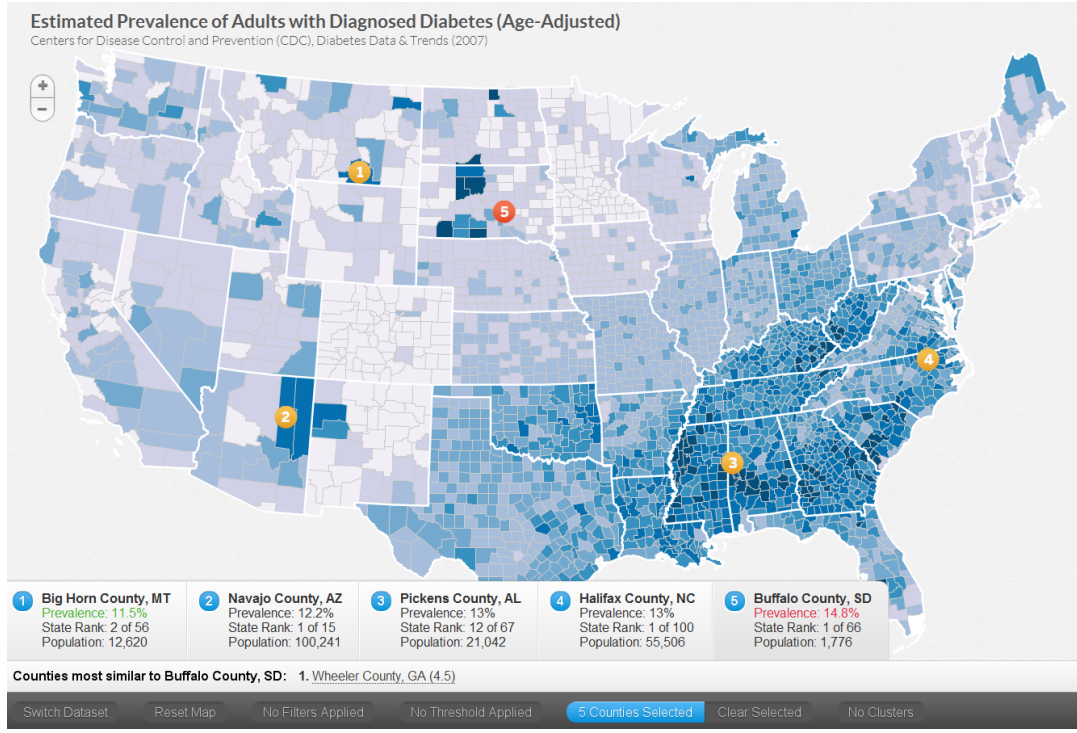 Estimated Prevalence of Adults with Diagnosed Diabetes (Age-Adjusted)
Centers for Disease Control and Prevention (CDC), Diabetes Data & Trends (2007)
+
−
1
5
4
2
3
1 Big Horn County, MT
Prevalence: 11.5%
State Rank: 2 of 56
Population: 12,620
2 Navajo County, AZ
Prevalence: 12.2%
State Rank: 1 of 15
Population: 100,241
3 Pickens County, AL
Prevalence: 13%
State Rank: 12 of 67
Population: 21,042
4 Halifax County, NC
Prevalence: 13%
State Rank: 1 of 100
Population: 55,506
5 Buffalo County, SD
Prevalence: 14.8%
State Rank: 1 of 66
Population: 1,776
Counties most similar to Buffalo County, SD: 1. Wheeler County, GA (4.5)
Switch Dataset Reset Map No Filters Applied No Threshold Applied 5 Counties Selected Clear Selected No Clusters